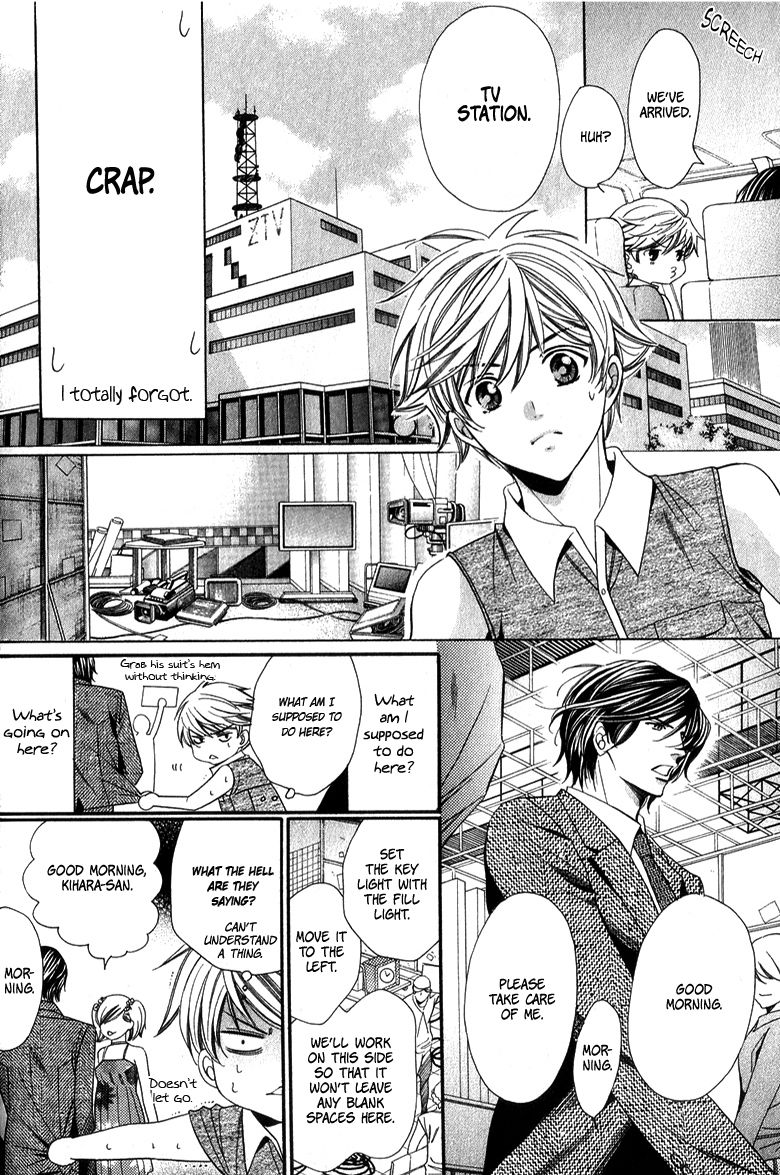 SCREECH
WE'VE
ARRIVED.
HUH?
TV
STATION.
ZTV
CRAP.
I totally forgot.
GOOD
MORNING.
MOR-
NING.
PLEASE
TAKE CARE
OF ME.
What
am I
supposed
to do
here?
WHAT AM I
SUPPOSED TO
DO HERE?
Grab his suit's hem
without thinking.
What's
going on
here?
SET
THE KEY
LIGHT WITH
THE FILL
LIGHT.
MOVE IT
TO THE
LEFT.
WE'LL WORK
ON THIS SIDE
SO THAT IT
WON'T LEAVE
ANY BLANK
SPACES HERE.
WHAT THE HELL
ARE THEY
SAYING?
CAN'T
UNDERSTAND
A THING.
GOOD MORNING,
KIHARA-SAN.
MOR-
NING.
Doesn't
let go.